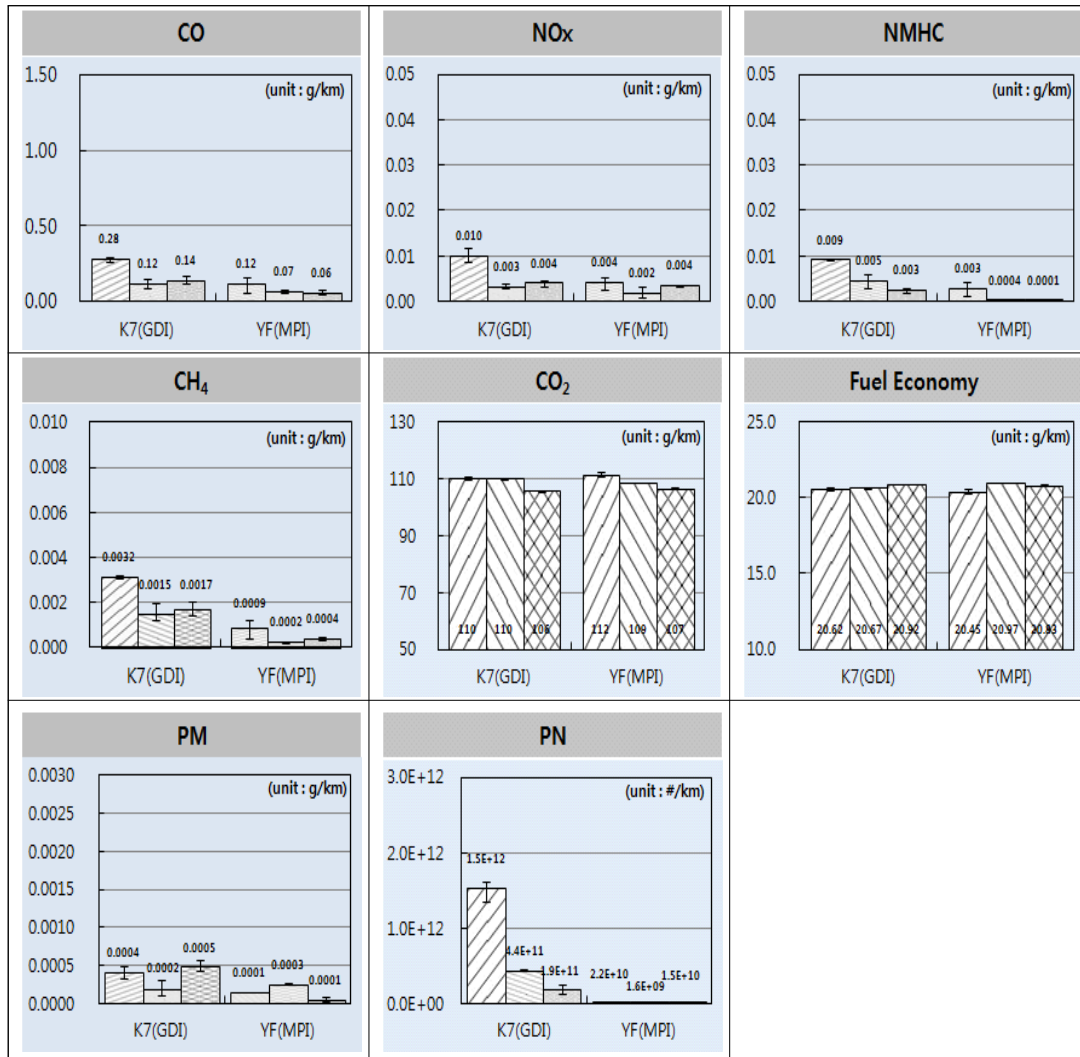 CO
NOx
NMHC
1.50
1.00
0.50
0.00
(unit : g/km)
0.28
0.12
0.14
0.12
0.07
0.06
K7(GDI)
YF(MPI)
0.05
0.04
0.03
0.02
0.01
0.00
(unit : g/km)
0.010
0.003
0.004
0.004
0.002
0.004
K7(GDI)
YF(MPI)
0.05
0.04
0.03
0.02
0.01
0.00
(unit : g/km)
0.009
0.005
0.003
0.003
0.0004
0.0001
K7(GDI)
YF(MPI)
CH₄
CO₂
Fuel Economy
0.010
0.008
0.006
0.004
0.002
0.000
(unit : g/km)
0.0032
0.0015
0.0017
0.0009
0.0002
0.0004
K7(GDI)
YF(MPI)
130
110
90
70
50
(unit : g/km)
110
110
106
112
109
107
K7(GDI)
YF(MPI)
25.0
20.0
15.0
10.0
(unit : g/km)
20.62
20.67
20.92
20.45
20.97
20.83
K7(GDI)
YF(MPI)
PM
PN
0.0030
0.0025
0.0020
0.0015
0.0010
0.0005
0.0000
(unit : g/km)
0.0004
0.0002
0.0005
0.0001
0.0003
0.0001
K7(GDI)
YF(MPI)
3.0E+12
2.0E+12
1.0E+12
0.0E+00
(unit : #/km)
1.5E+12
4.4E+11
1.9E+11
2.2E+10
1.6E+09
1.5E+10
K7(GDI)
YF(MPI)